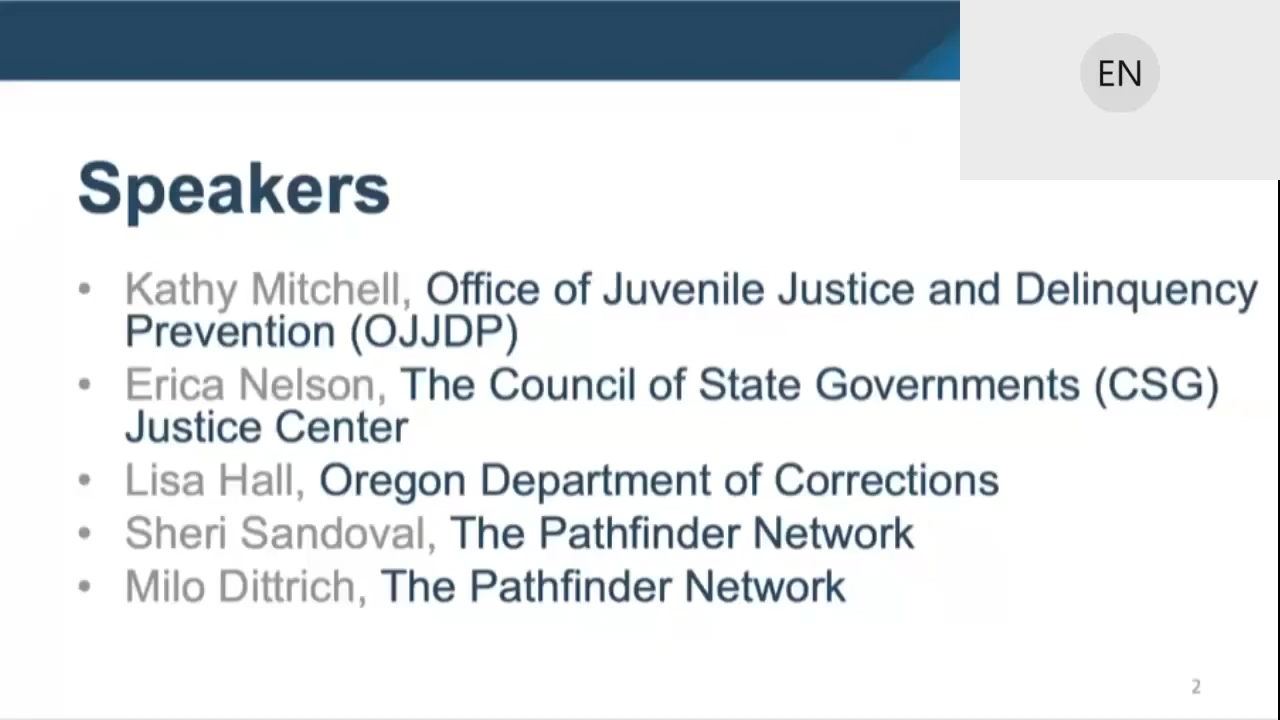 EN
Speakers
• Kathy Mitchell, Office of Juvenile Justice and Delinquency
Prevention (OJJDP)
• Erica Nelson, The Council of State Governments (CSG)
Justice Center
• Lisa Hall, Oregon Department of Corrections
• Sheri Sandoval, The Pathfinder Network
• Milo Dittrich, The Pathfinder Network
2